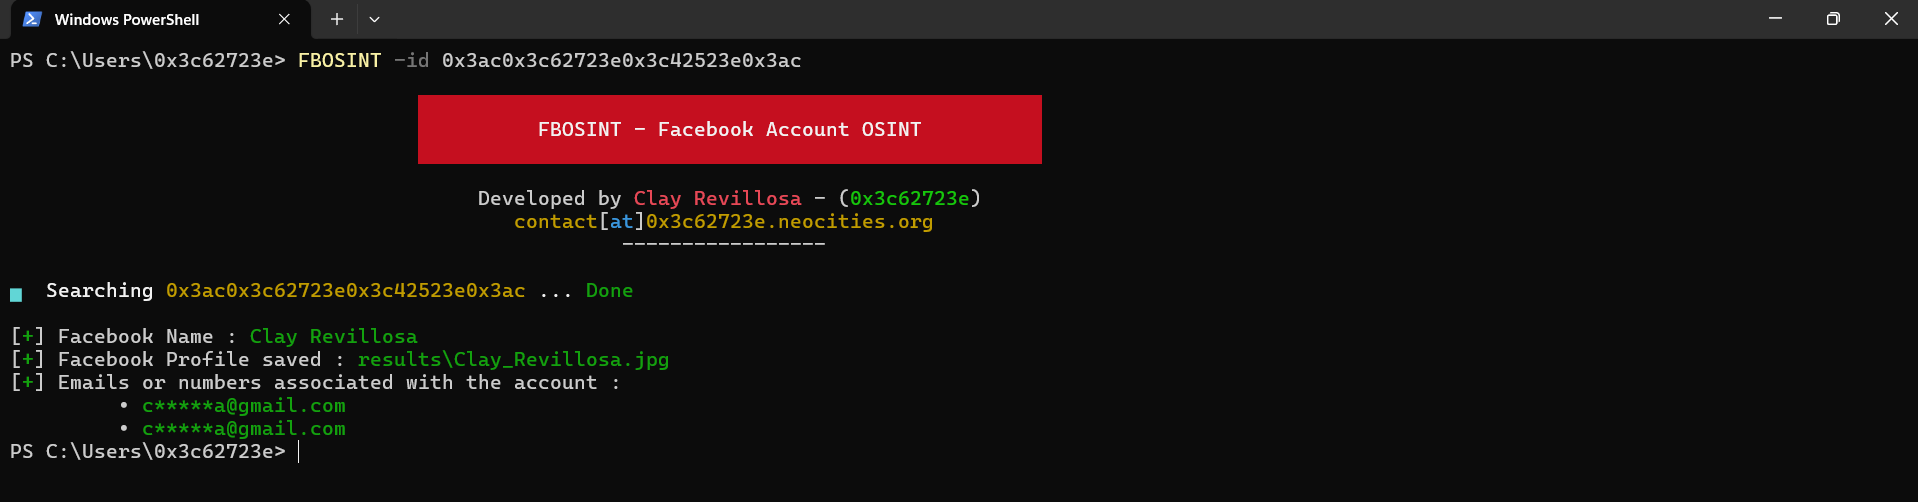 Windows PowerShell
PS C:\Users\0x3c62723e> FBOSINT -id 0x3ac0x3c62723e0x3c42523e0x3ac
FBOSINT - Facebook Account OSINT
Developed by Clay Revillosa - (0x3c62723e)
contact[at]0x3c62723e.neocities.org
-----------------
Searching 0x3ac0x3c62723e0x3c42523e0x3ac ... Done
[+] Facebook Name : Clay Revillosa
[+] Facebook Profile saved : results\Clay_Revillosa.jpg
[+] Emails or numbers associated with the account :
• c*****a@gmail.com
• c*****a@gmail.com
PS C:\Users\0x3c62723e>